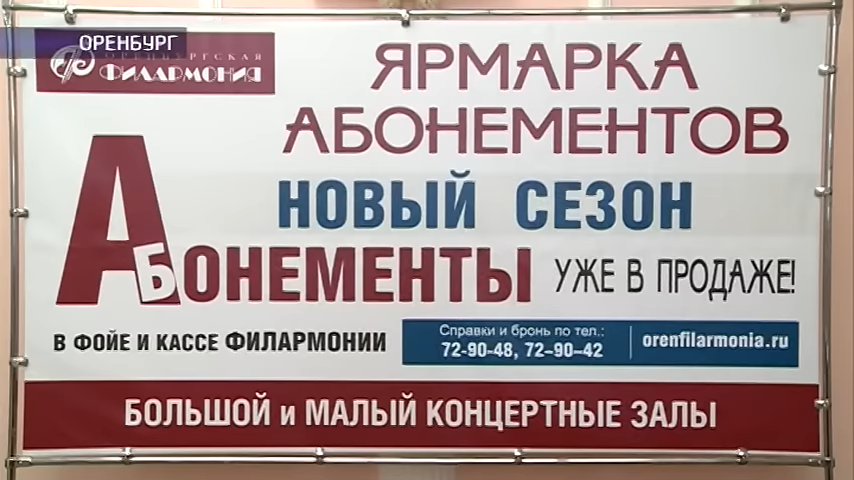 ОРЕНБУРГ
ОРЕНБУРГСКАЯ
ФИЛАРМОНИЯ
ЯРМАРКА
АБОНЕМЕНТОВ
НОВЫЙ СЕЗОН
АБОНЕМЕНТЫ УЖЕ В ПРОДАЖЕ!
В ФОЙЕ И КАССЕ ФИЛАРМОНИИ
Справки и бронь по тел.:
72-90-48, 72-90-42
orenfilarmonia.ru
БОЛЬШОЙ и МАЛЫЙ КОНЦЕРТНЫЕ ЗАЛЫ